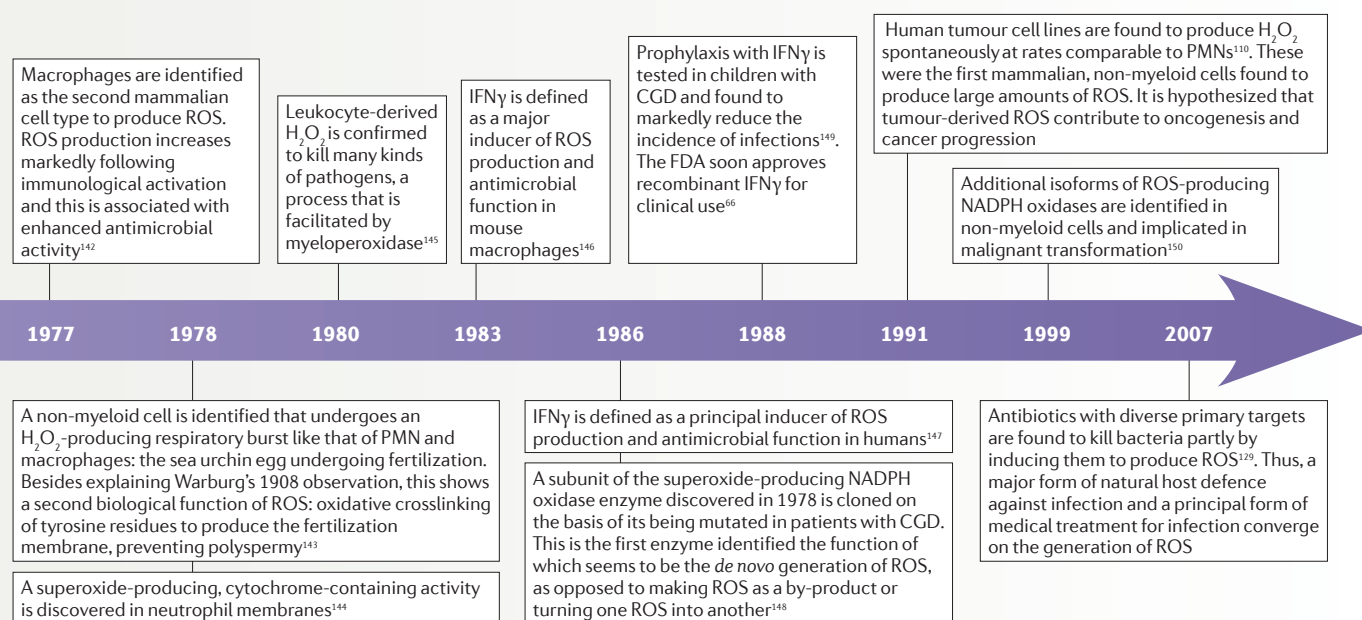 Macrophages are identified
as the second mammalian
cell type to produce ROS.
ROS production increases
markedly following
immunological activation
and this is associated with
enhanced antimicrobial
activity¹⁴²
Leukocyte-derived
H₂O₂ is confirmed
to kill many kinds
of pathogens, a
process that is
facilitated by
myeloperoxidase¹⁴⁵
IFNγ is defined
as a major
inducer of ROS
production and
antimicrobial
function in
mouse
macrophages¹⁴⁶
Prophylaxis with IFNγ is
tested in children with
CGD and found to
markedly reduce the
incidence of infections¹⁴⁹.
The FDA soon approves
recombinant IFNγ for
clinical use⁶⁶
Human tumour cell lines are found to produce H₂O₂
spontaneously at rates comparable to PMNs¹¹⁰. These
were the first mammalian, non-myeloid cells found to
produce large amounts of ROS. It is hypothesized that
tumour-derived ROS contribute to oncogenesis and
cancer progression
Additional isoforms of ROS-producing
NADPH oxidases are identified in
non-myeloid cells and implicated in
malignant transformation¹⁵⁰
1977 1978 1980 1983 1986 1988 1991 1999 2007
A non-myeloid cell is identified that undergoes an
H₂O₂-producing respiratory burst like that of PMN and
macrophages: the sea urchin egg undergoing fertilization.
Besides explaining Warburg's 1908 observation, this shows
a second biological function of ROS: oxidative crosslinking
of tyrosine residues to produce the fertilization
membrane, preventing polyspermy¹⁴³
A superoxide-producing, cytochrome-containing activity
is discovered in neutrophil membranes¹⁴⁴
IFNγ is defined as a principal inducer of ROS
production and antimicrobial function in humans¹⁴⁷
A subunit of the superoxide-producing NADPH
oxidase enzyme discovered in 1978 is cloned on
the basis of its being mutated in patients with CGD.
This is the first enzyme identified the function of
which seems to be the de novo generation of ROS,
as opposed to making ROS as a by-product or
turning one ROS into another¹⁴⁸
Antibiotics with diverse primary targets
are found to kill bacteria partly by
inducing them to produce ROS¹²⁹. Thus, a
major form of natural host defence
against infection and a principal form of
medical treatment for infection converge
on the generation of ROS